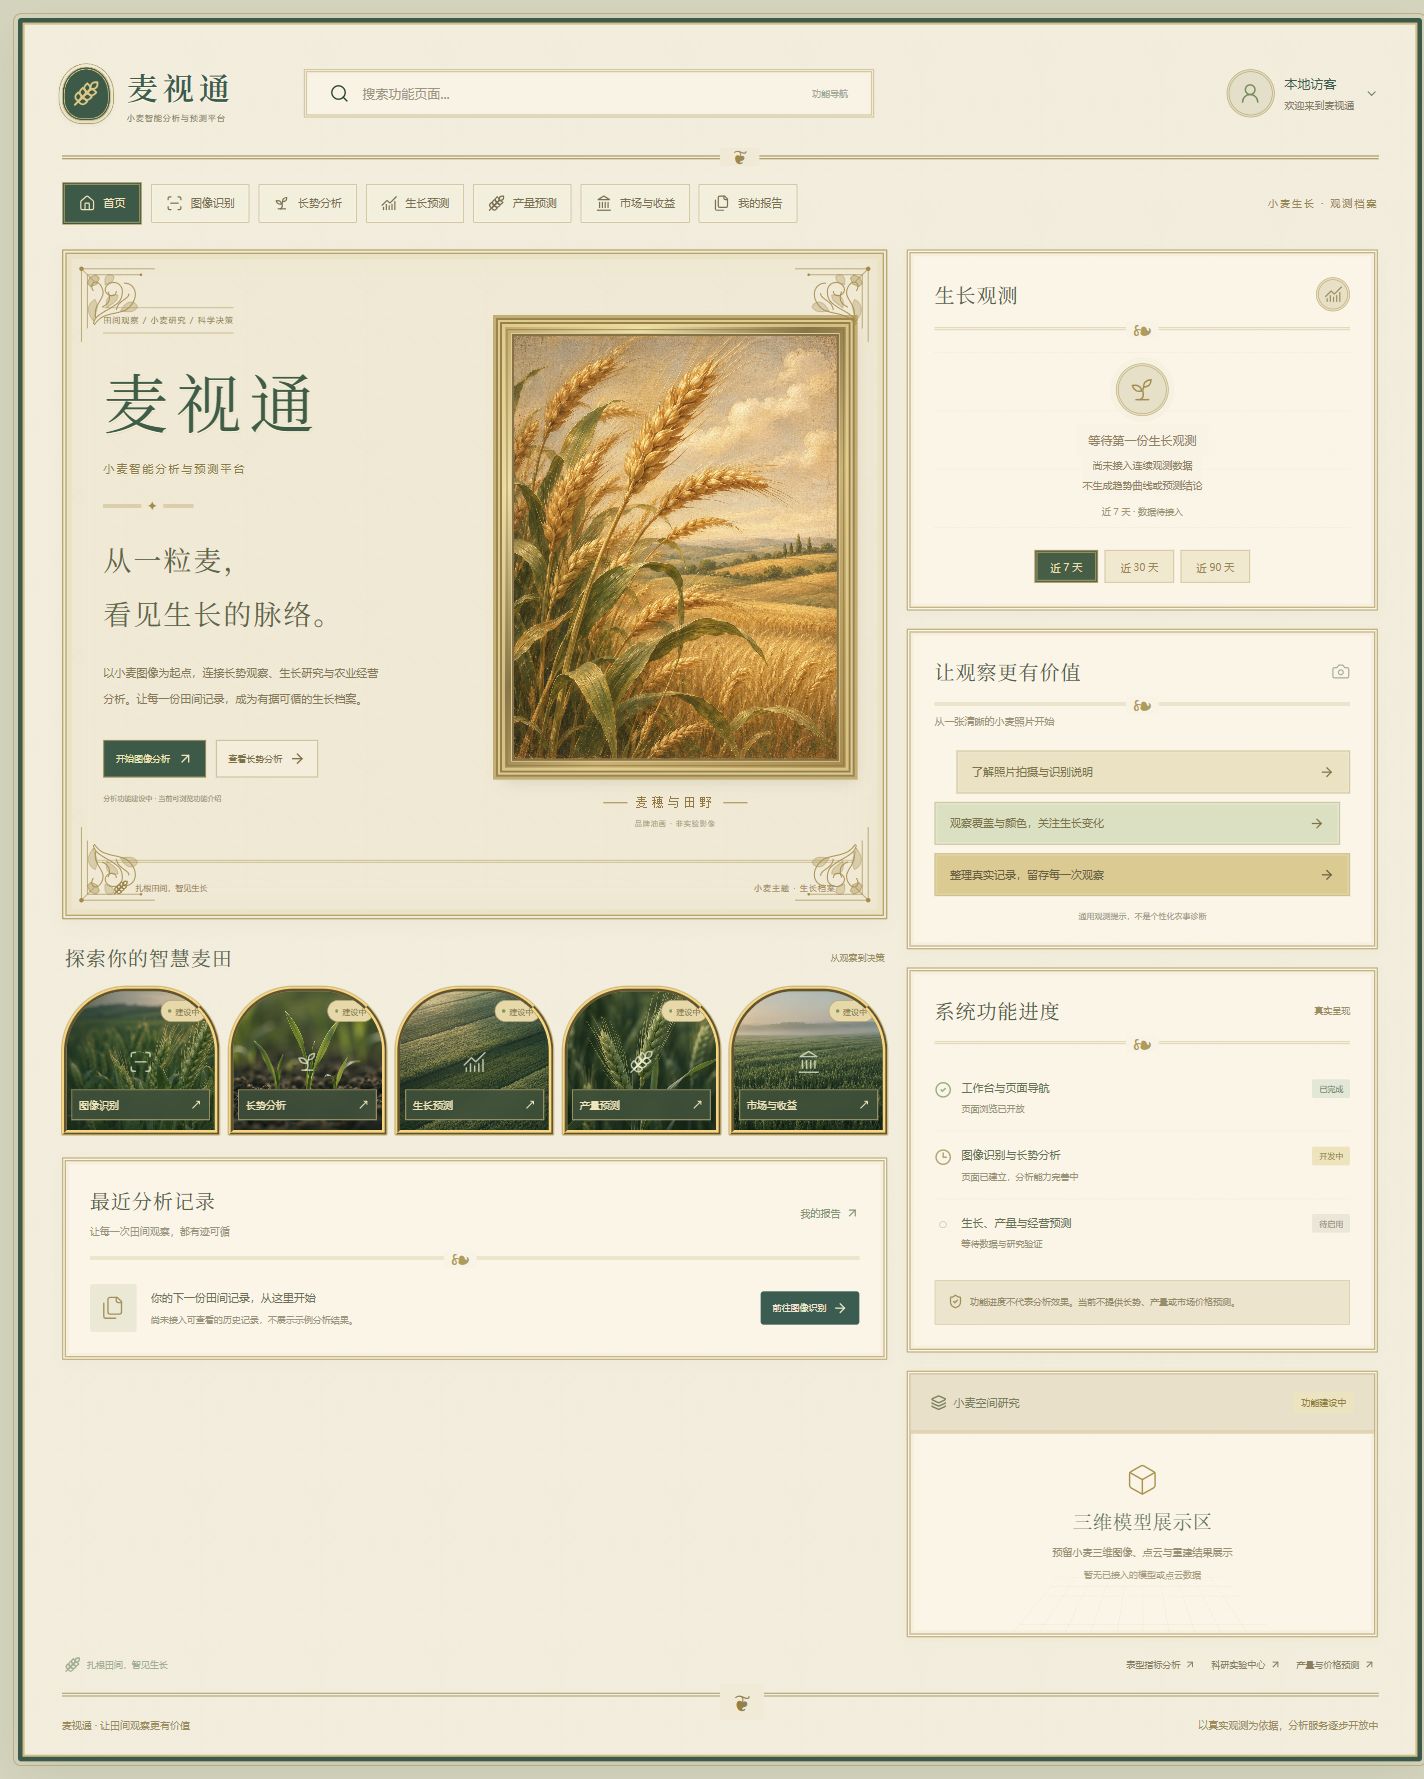 麦视通
小麦智能分析与预测平台
搜索功能页面...
功能导航
本地访客
欢迎来到麦视通
首页
图像识别
长势分析
生长预测
产量预测
市场与收益
我的报告
小麦生长 · 观测档案
田间观察 / 小麦研究 / 科学决策
麦视通
小麦智能分析与预测平台
从一粒麦，
看见生长的脉络。
以小麦图像为起点，连接长势观察、生长研究与农业经营
分析。让每一份田间记录，成为有据可循的生长档案。
开始图像分析
查看长势分析
分析功能建设中 · 当前可浏览功能介绍
麦穗与田野
品牌油画 · 非实验影像
扎根田间，智见生长
小麦主题 · 生长档案
生长观测
等待第一份生长观测
尚未接入连续观测数据
不生成趋势曲线或预测结论
近 7 天 · 数据待接入
近 7 天
近 30 天
近 90 天
让观察更有价值
从一张清晰的小麦照片开始
了解照片拍摄与识别说明
观察覆盖与颜色，关注生长变化
整理真实记录，留存每一次观察
通用观测提示，不是个性化农事诊断
探索你的智慧麦田
从观察到决策
建设中
图像识别
建设中
长势分析
建设中
生长预测
建设中
产量预测
建设中
市场与收益
系统功能进度
真实呈现
工作台与页面导航
页面浏览已开放
已完成
图像识别与长势分析
页面已建立，分析能力完善中
开发中
生长、产量与经营预测
等待数据与研究验证
待启用
功能进度不代表分析效果。当前不提供长势、产量或市场价格预测。
最近分析记录
让每一次田间观察，都有迹可循
我的报告
你的下一份田间记录，从这里开始
尚未接入可查看的历史记录，不展示示例分析结果。
前往图像识别
小麦空间研究
功能建设中
三维模型展示区
预留小麦三维图像、点云与重建结果展示
暂无已接入的模型或点云数据
扎根田间，智见生长
表型指标分析
科研实验中心
产量与价格预测
麦视通 · 让田间观察更有价值
以真实观测为依据，分析服务逐步开放中